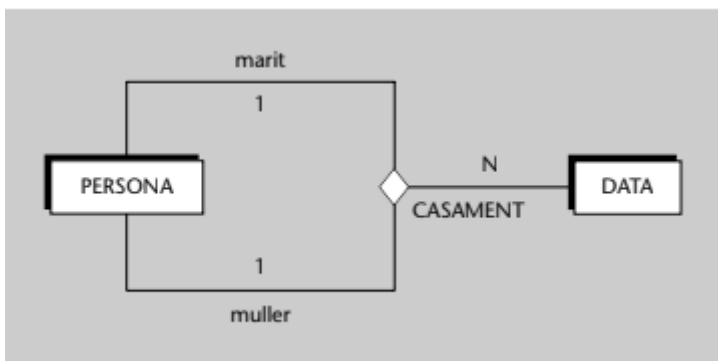 marit
1
PERSONA
N
DATA
CASAMENT
1
muller